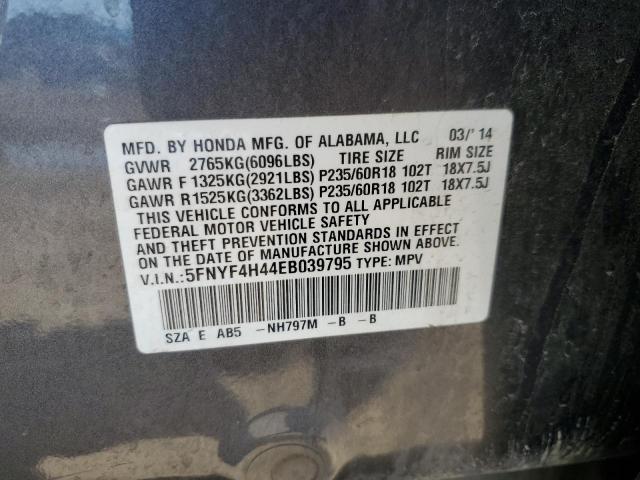 MFD. BY HONDA MFG. OF ALABAMA, LLC 03/'14
GVWR 2765KG(6096LBS) TIRE SIZE RIM SIZE
GAWR F 1325KG(2921LBS) P235/60R18 102T 18X7.5J
GAWR R 1525KG(3362LBS) P235/60R18 102T 18X7.5J
THIS VEHICLE CONFORMS TO ALL APPLICABLE
FEDERAL MOTOR VEHICLE SAFETY
AND THEFT PREVENTION STANDARDS IN EFFECT
ON THE DATE OF MANUFACTURE SHOWN ABOVE.
V.I.N.: 5FNYF4H44EB039795 TYPE: MPV
SZA E AB5 -NH797M -B -B